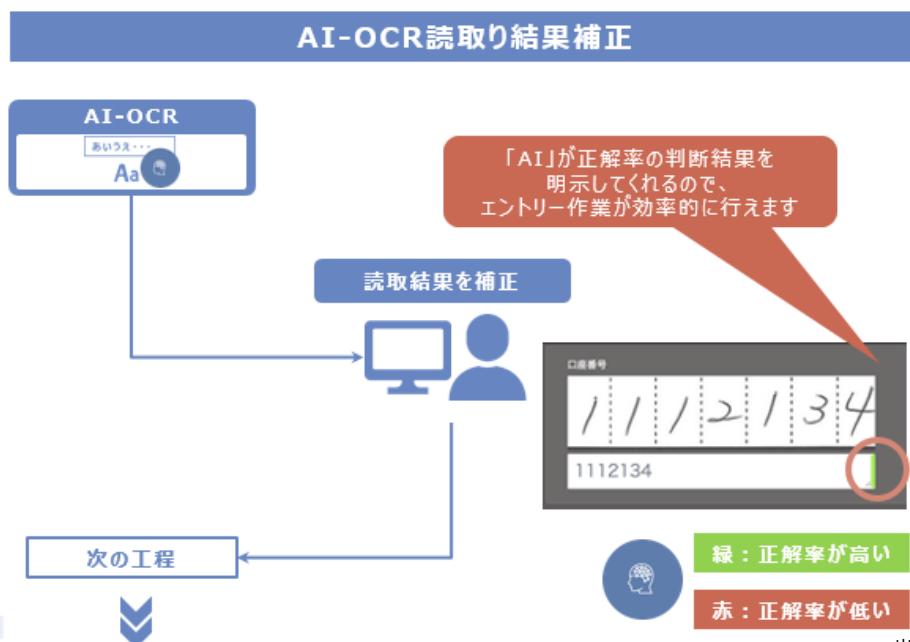 AI-OCR読取り結果補正
AI-OCR
あいうえ・・・
Aa
「AI」が正解率の判断結果を
明示してくれるので、
エントリー作業が効率的に行えます
読取結果を補正
口座番号
1112134
1112134
次の工程
緑：正解率が高い
赤：正解率が低い